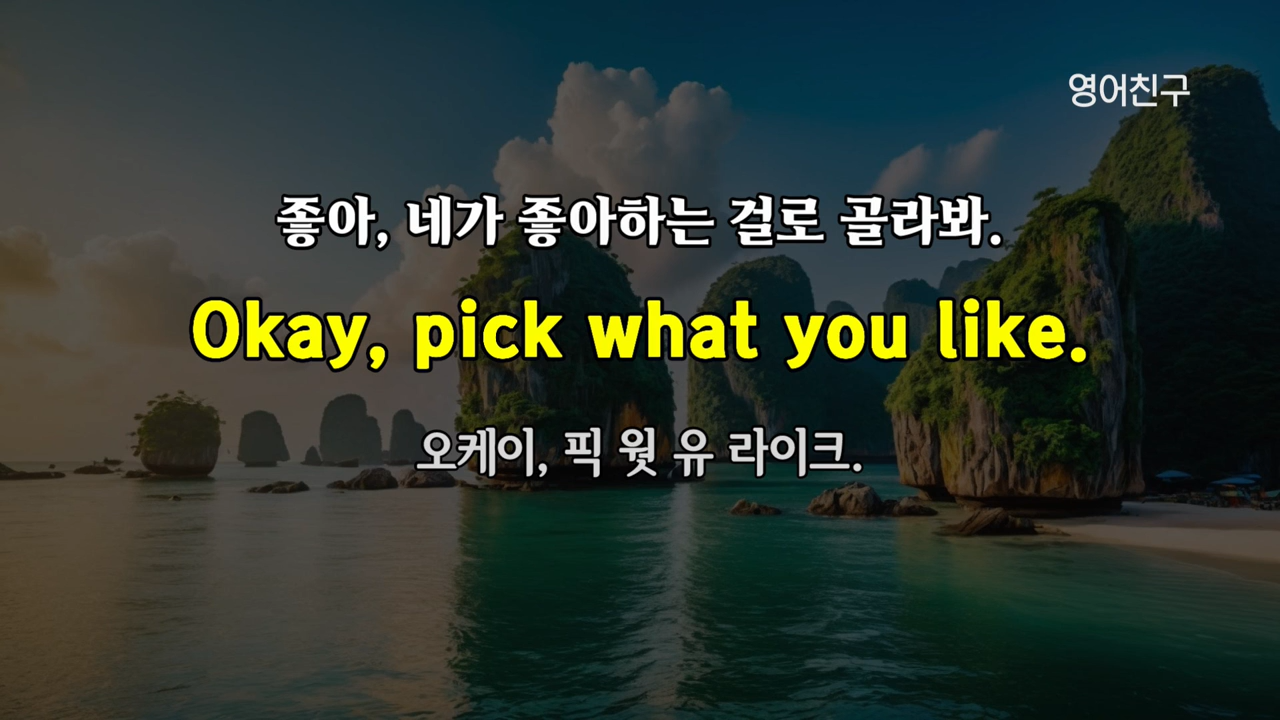 영어친구
좋아, 네가 좋아하는 걸로 골라봐.
Okay, pick what you like.
오케이, 픽 웟 유 라이크.